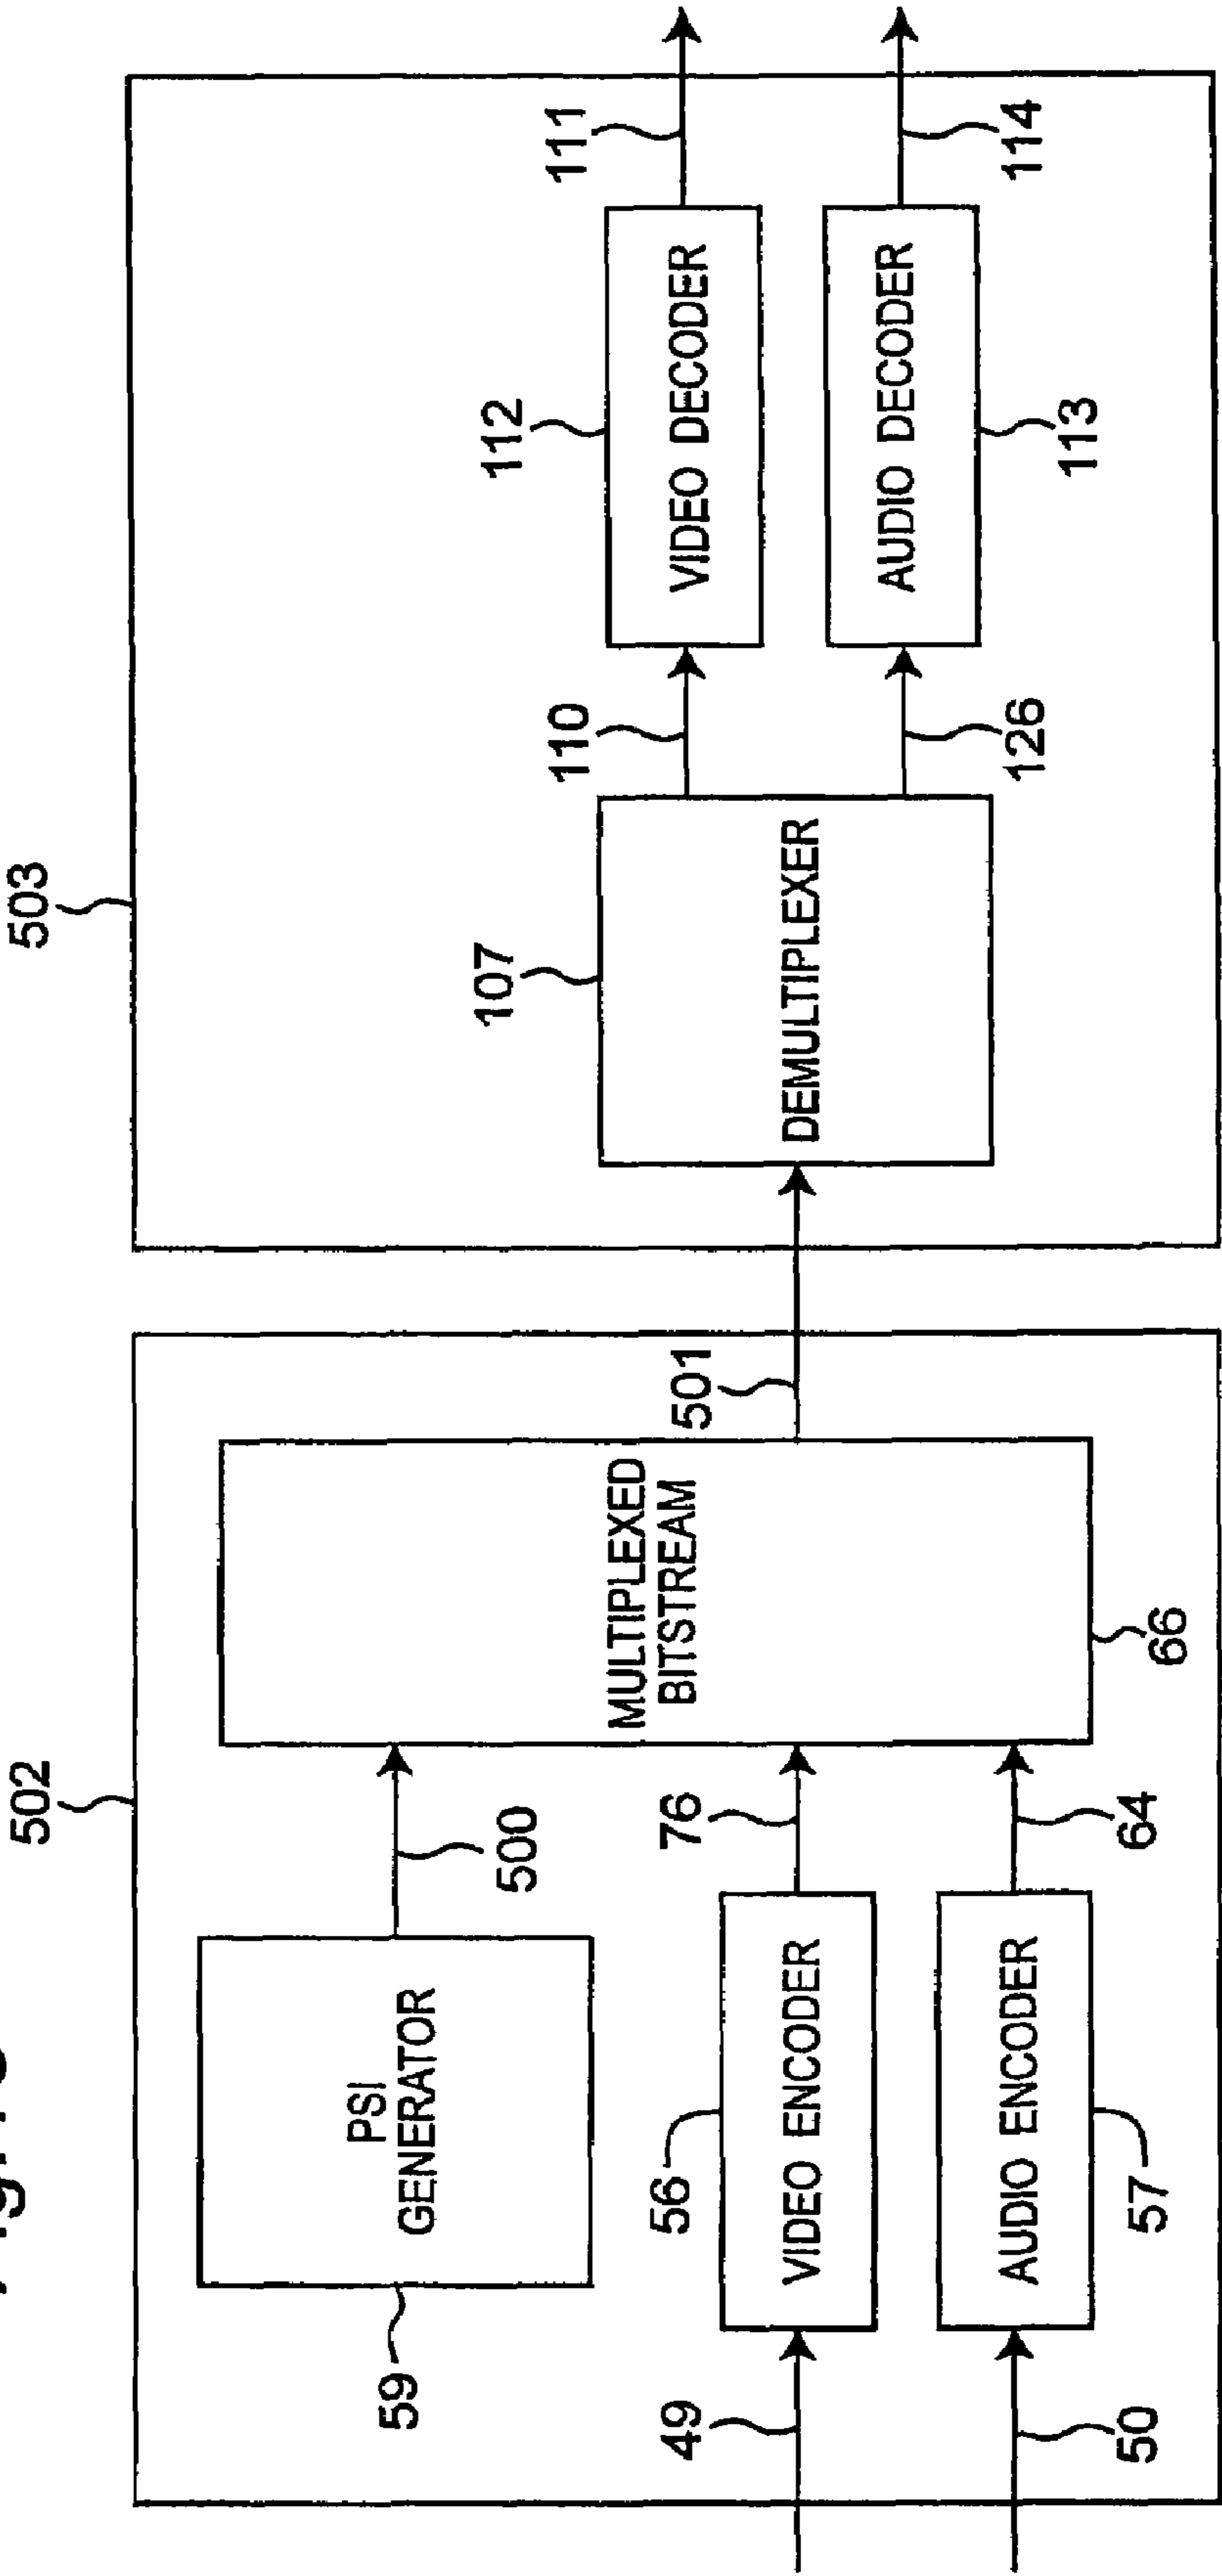 502
503
PSI
GENERATOR
59
500
MULTIPLEXED
BITSTREAM
66
501
49
56
VIDEO ENCODER
76
50
57
AUDIO ENCODER
64
107
DEMULTIPLEXER
110
112
VIDEO DECODER
111
126
113
AUDIO DECODER
114